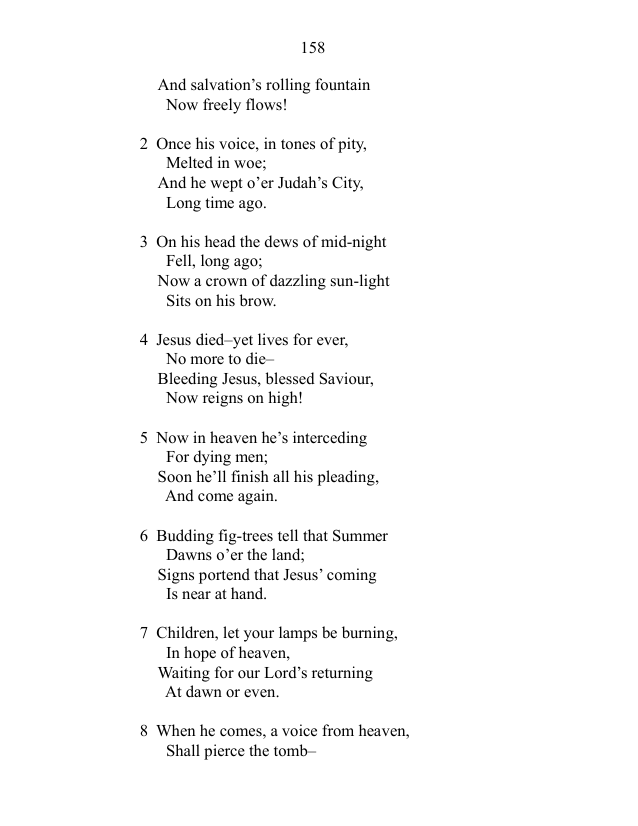 158
And salvation’s rolling fountain
Now freely flows!
2 Once his voice, in tones of pity,
Melted in woe;
And he wept o’er Judah’s City,
Long time ago.
3 On his head the dews of mid-night
Fell, long ago;
Now a crown of dazzling sun-light
Sits on his brow.
4 Jesus died–yet lives for ever,
No more to die–
Bleeding Jesus, blessed Saviour,
Now reigns on high!
5 Now in heaven he’s interceding
For dying men;
Soon he’ll finish all his pleading,
And come again.
6 Budding fig-trees tell that Summer
Dawns o’er the land;
Signs portend that Jesus’ coming
Is near at hand.
7 Children, let your lamps be burning,
In hope of heaven,
Waiting for our Lord’s returning
At dawn or even.
8 When he comes, a voice from heaven,
Shall pierce the tomb–